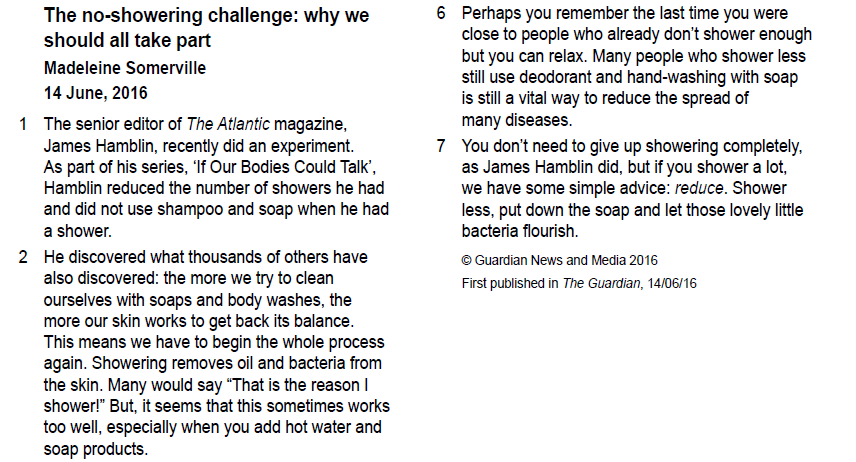 The no-showering challenge: why we
should all take part
Madeleine Somerville
14 June, 2016
1 The senior editor of The Atlantic magazine,
James Hamblin, recently did an experiment.
As part of his series, ‘If Our Bodies Could Talk’,
Hamblin reduced the number of showers he had
and did not use shampoo and soap when he had
a shower.
2 He discovered what thousands of others have
also discovered: the more we try to clean
ourselves with soaps and body washes, the
more our skin works to get back its balance.
This means we have to begin the whole process
again. Showering removes oil and bacteria from
the skin. Many would say “That is the reason I
shower!” But, it seems that this sometimes works
too well, especially when you add hot water and
soap products.
6 Perhaps you remember the last time you were
close to people who already don’t shower enough
but you can relax. Many people who shower less
still use deodorant and hand-washing with soap
is still a vital way to reduce the spread of
many diseases.
7 You don’t need to give up showering completely,
as James Hamblin did, but if you shower a lot,
we have some simple advice: reduce. Shower
less, put down the soap and let those lovely little
bacteria flourish.
© Guardian News and Media 2016
First published in The Guardian, 14/06/16